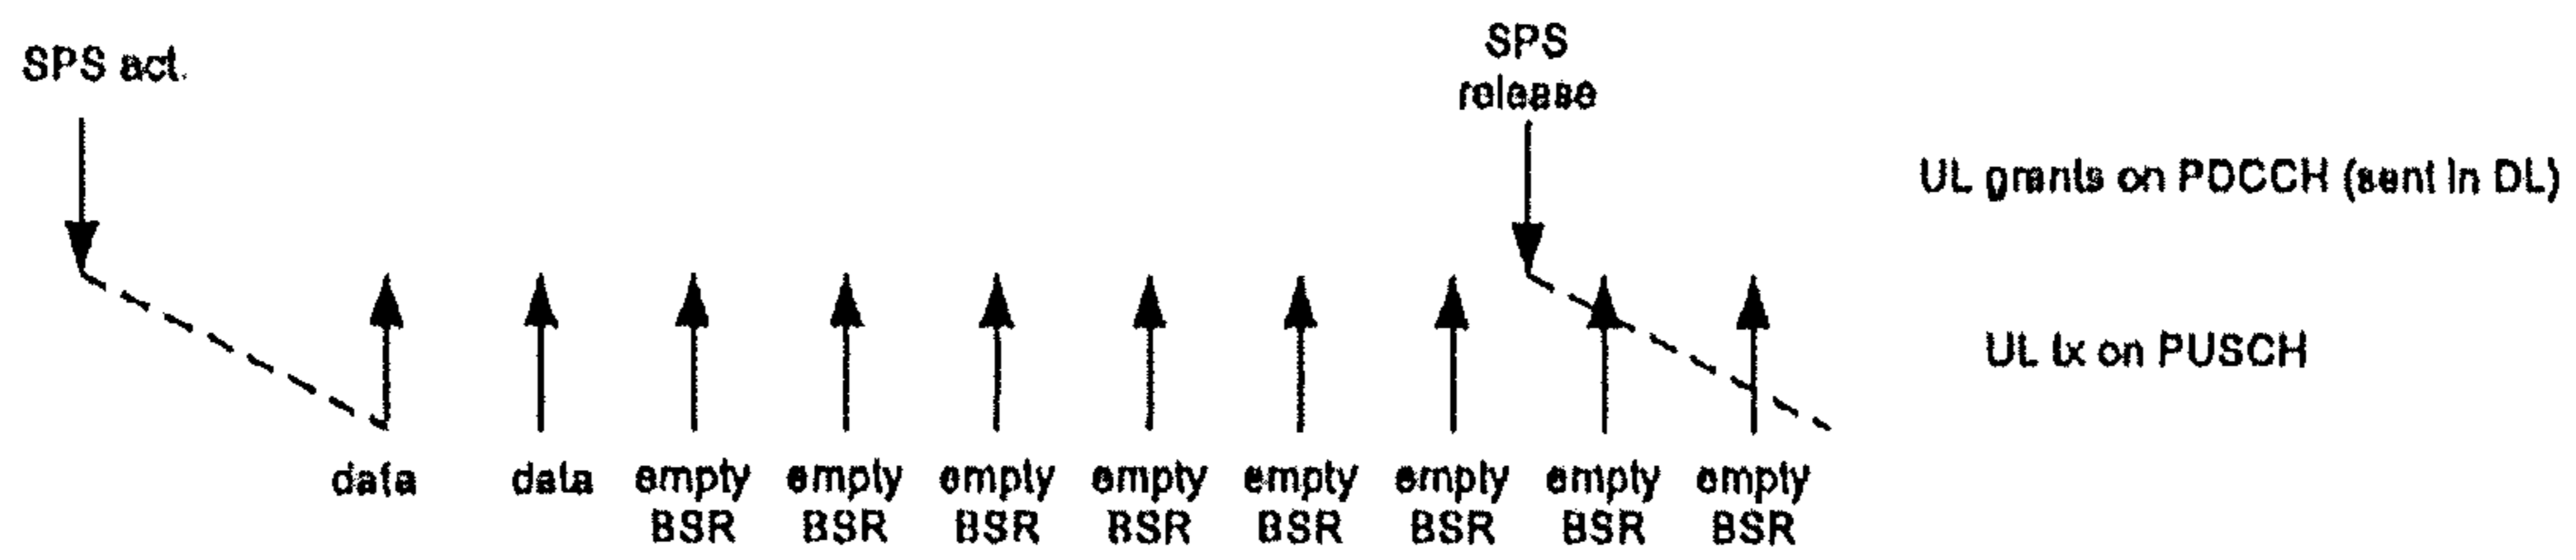 SPS act.
SPS
release
UL grants on PDCCH (sent in DL)
UL tx on PUSCH
data data empty empty empty empty empty empty empty empty
BSR BSR BSR BSR BSR BSR BSR BSR